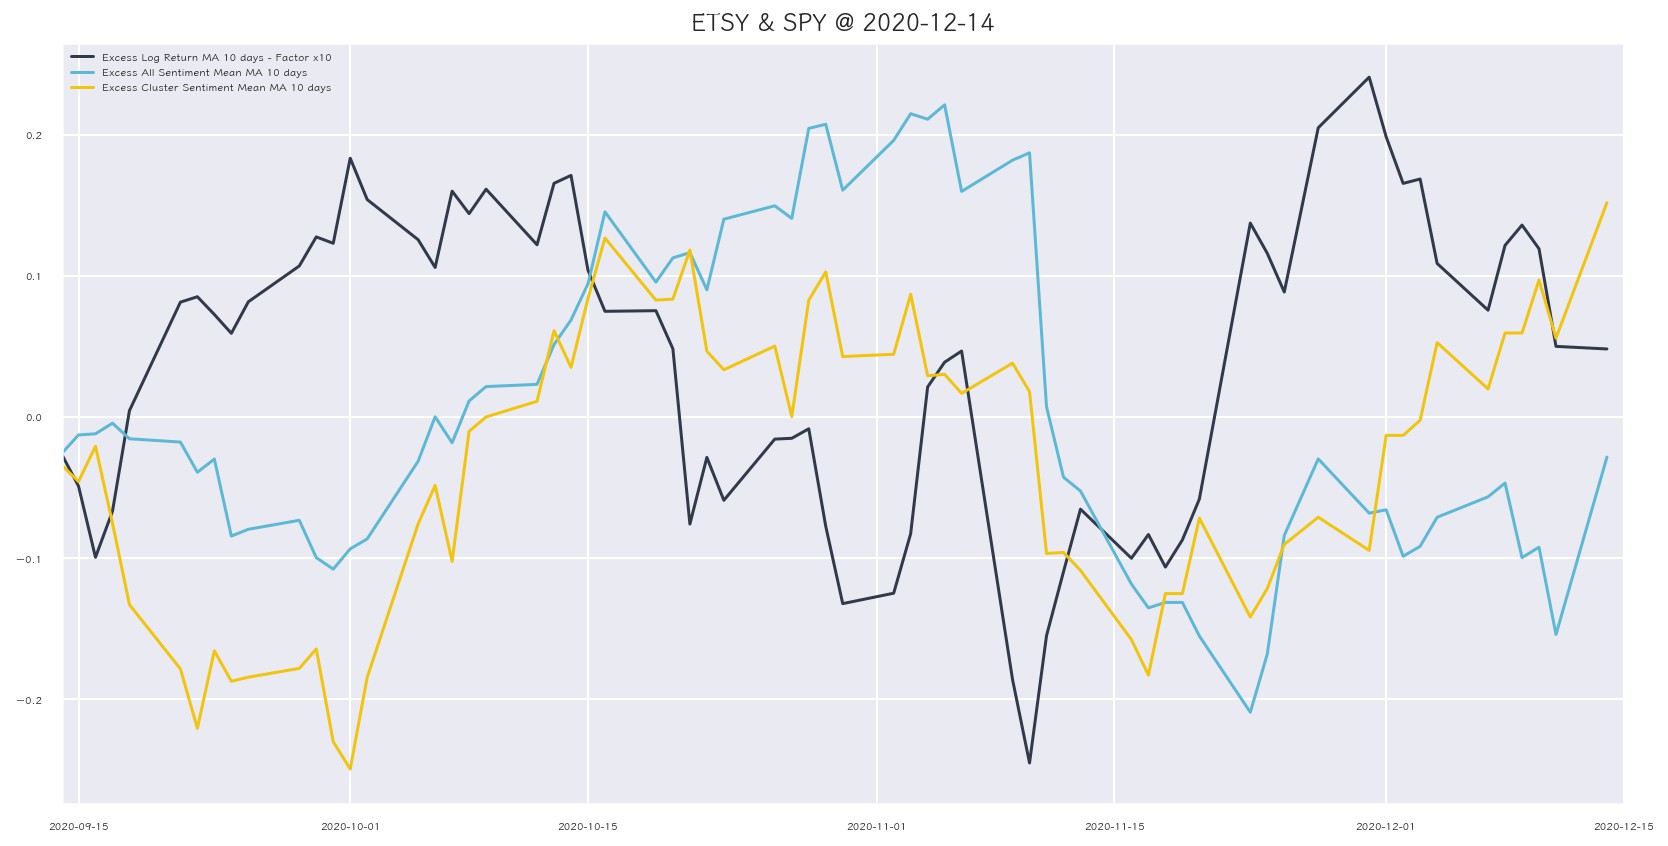 ETSY & SPY @ 2020-12-14
Excess Log Return MA 10 days - Factor x10
Excess All Sentiment Mean MA 10 days
Excess Cluster Sentiment Mean MA 10 days
0.2
0.1
0.0
−0.1
−0.2
2020-09-15 2020-10-01 2020-10-15 2020-11-01 2020-11-15 2020-12-01 2020-12-15